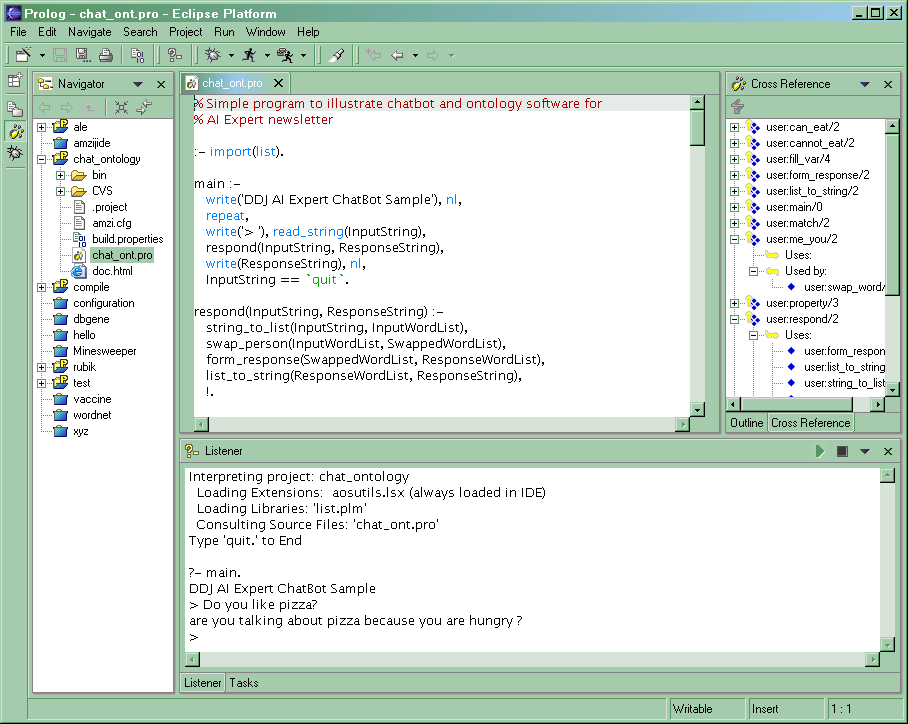 Prolog - chat_ont.pro - Eclipse Platform
File Edit Navigate Search Project Run Window Help
Navigator
ale
amzijide
chat_ontology
bin
CVS
.project
amzi.cfg
build.properties
chat_ont.pro
doc.html
compile
configuration
dbgene
hello
Minesweeper
rubik
test
vaccine
wordnet
xyz
chat_ont.pro
% Simple program to illustrate chatbot and ontology software for
% AI Expert newsletter
:- import(list).
main :-
write('DDJ AI Expert ChatBot Sample'), nl,
repeat,
write('> '), read_string(InputString),
respond(InputString, ResponseString),
write(ResponseString), nl,
InputString == `quit`.
respond(InputString, ResponseString) :-
string_to_list(InputString, InputWordList),
swap_person(InputWordList, SwappedWordList),
form_response(SwappedWordList, ResponseWordList),
list_to_string(ResponseWordList, ResponseString),
!.
Cross Reference
user:can_eat/2
user:cannot_eat/2
user:fill_var/4
user:form_response/2
user:list_to_string/2
user:main/0
user:match/2
user:me_you/2
Uses:
Used by:
user:swap_word/
user:property/3
user:respond/2
Uses:
user:form_respon
user:list_to_string
user:string_to_list
Outline Cross Reference
Listener
Interpreting project: chat_ontology
Loading Extensions: aosutils.lsx (always loaded in IDE)
Loading Libraries: 'list.plm'
Consulting Source Files: 'chat_ont.pro'
Type 'quit.' to End
?- main.
DDJ AI Expert ChatBot Sample
> Do you like pizza?
are you talking about pizza because you are hungry ?
>
Listener Tasks
Writable Insert 1 : 1